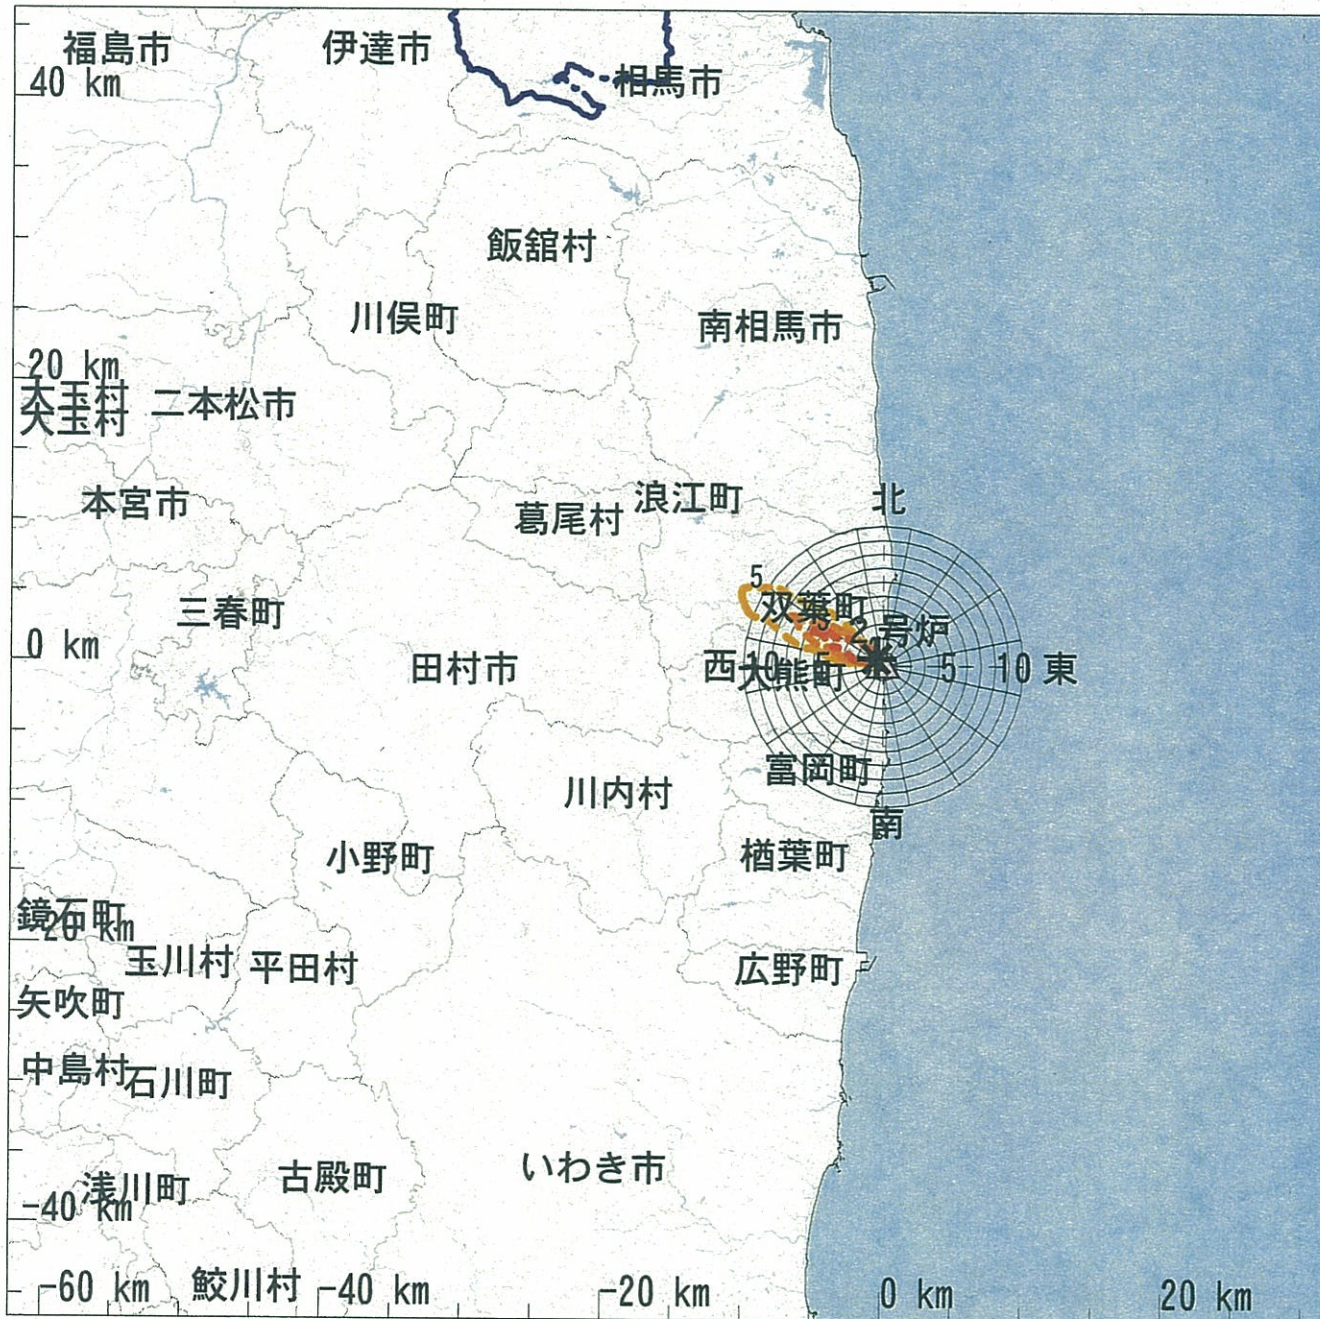 福島市
伊達市
40 km
相馬市
飯舘村
川俣町
南相馬市
20 km
大玉村
大玉村
二本松市
本宮市
葛尾村
浪江町
北
5
双葉町
三春町
2号炉
0 km
田村市
西
10
5
大熊町
5
10
東
川内村
富岡町
南
小野町
楢葉町
鏡石町
-20 km
玉川村
平田村
広野町
矢吹町
中島村
石川町
いわき市
浅川町
古殿町
-40 km
鮫川村
-60 km
-40 km
-20 km
0 km
20 km